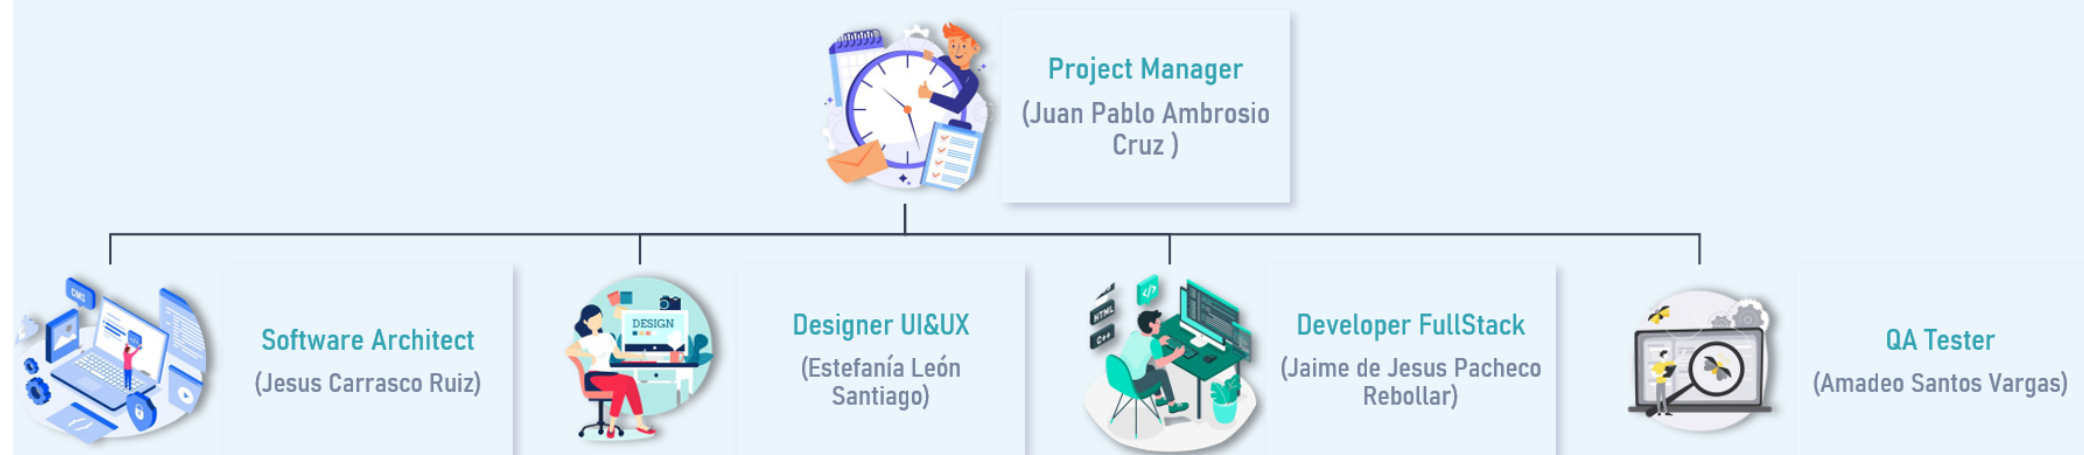 Project Manager
(Juan Pablo Ambrosio
Cruz )
CMS
Software Architect
(Jesus Carrasco Ruiz)
DESIGN
Designer UI&UX
(Estefanía León
Santiago)
</>
HTML
C++
Developer FullStack
(Jaime de Jesus Pacheco
Rebollar)
QA Tester
(Amadeo Santos Vargas)